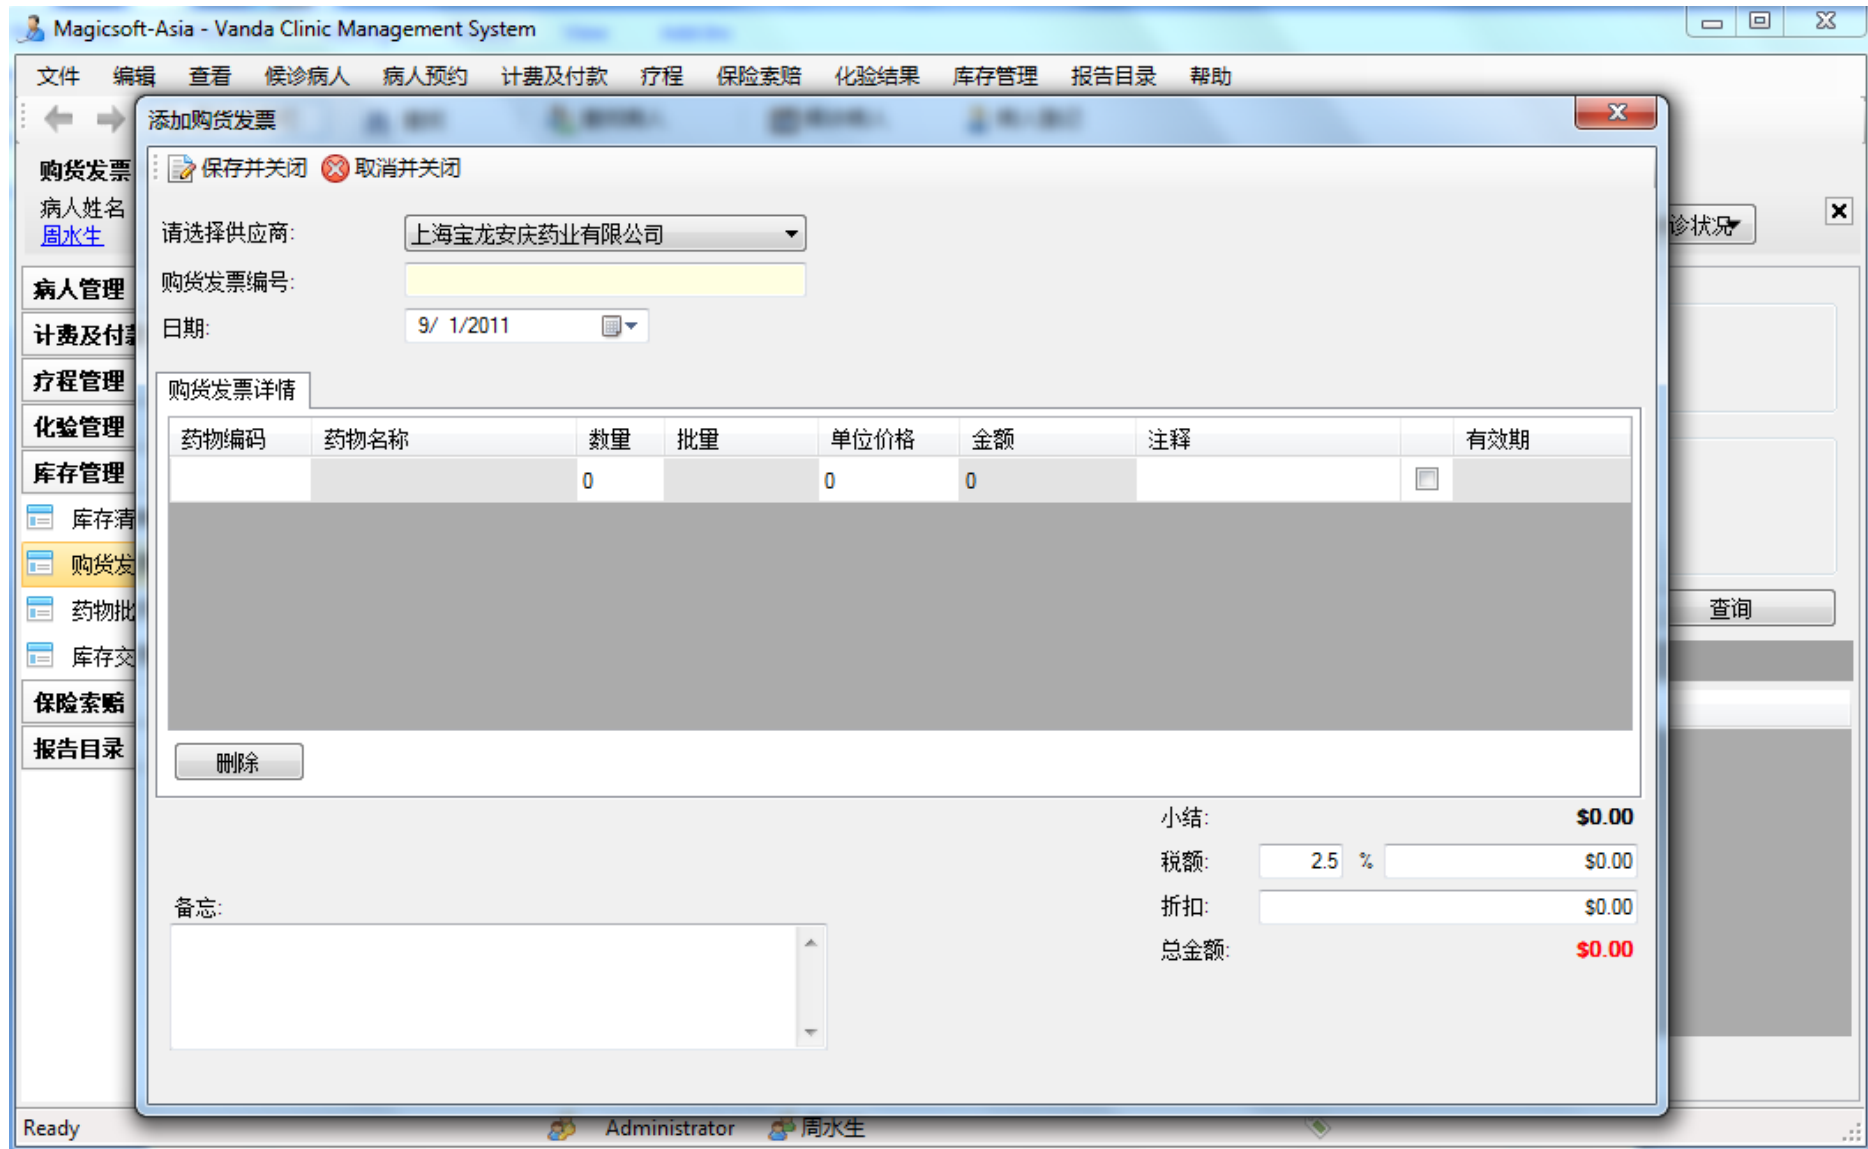 Magicsoft-Asia - Vanda Clinic Management System
文件 编辑 查看 候诊病人 病人预约 计费及付款 疗程 保险索赔 化验结果 库存管理 报告目录 帮助
添加购货发票
购货发票
保存并关闭 取消并关闭
病人姓名
周水生
诊状况
请选择供应商: 上海宝龙安庆药业有限公司
购货发票编号:
日期: 9/ 1/2011
病人管理
计费及付款
疗程管理
化验管理
库存管理
库存清
购货发
药物批
库存交
保险索赔
报告目录
购货发票详情
药物编码 药物名称 数量 批量 单位价格 金额 注释 有效期
0 0 0
查询
删除
小结: $0.00
税额: 2.5 % $0.00
折扣: $0.00
总金额: $0.00
备忘:
Ready Administrator 周水生